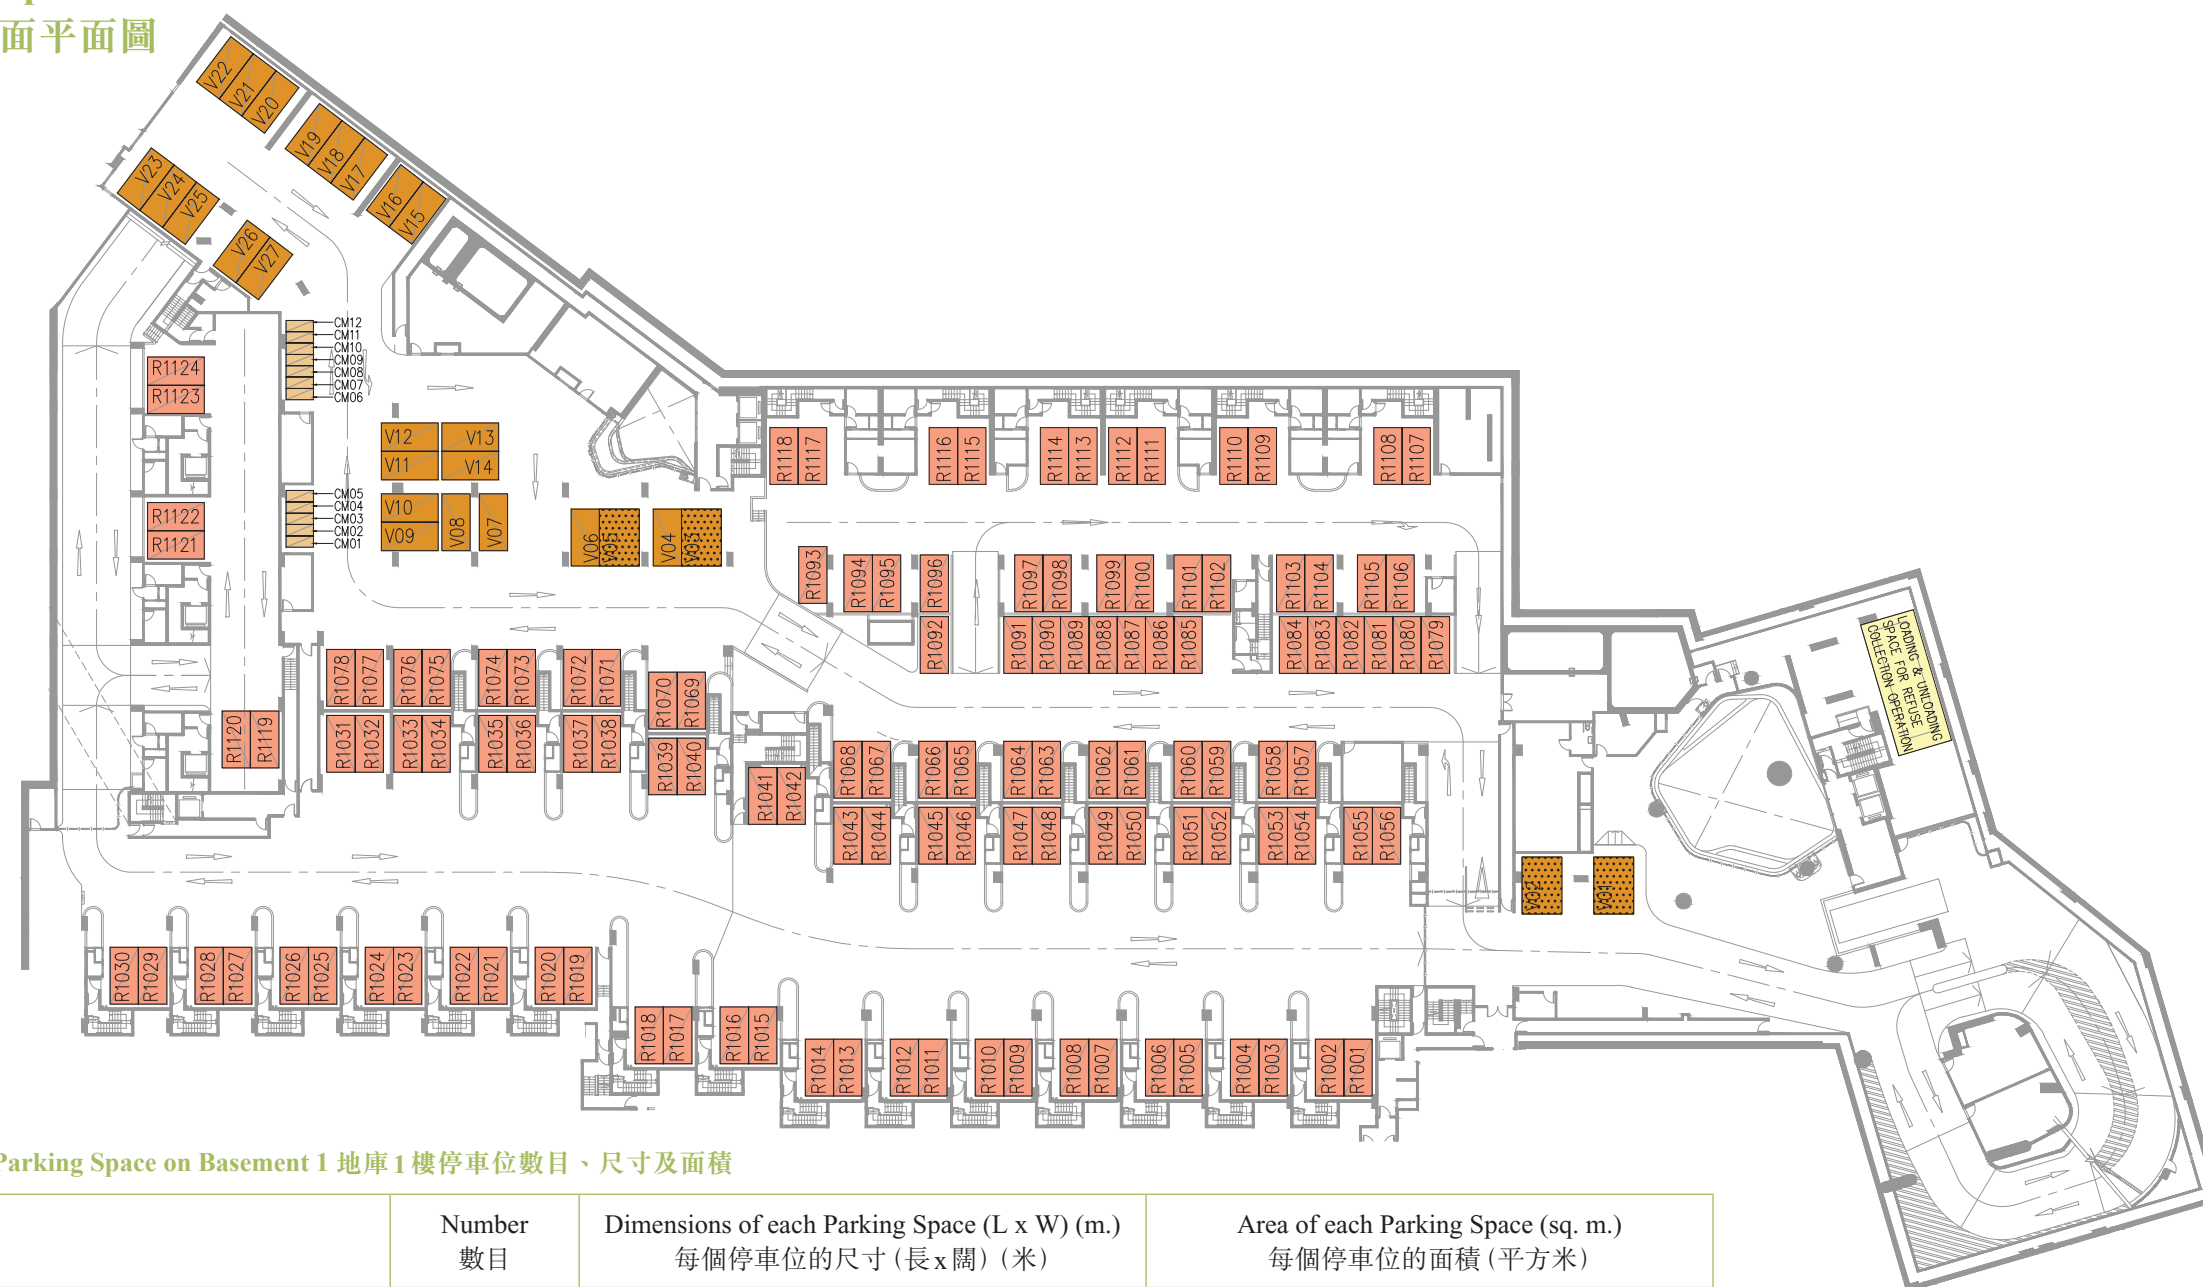 面平面圖
V22
V21
V20
V19
V18
V17
V16
V15
V23
V24
V25
V26
V27
CM12
CM11
CM10
CM09
CM08
CM07
CM06
R1124
R1123
V12
V13
V11
V14
R1118
R1117
R1116
R1115
R1114
R1113
R1112
R1111
R1110
R1109
R1108
R1107
CM05
CM04
CM03
CM02
CM01
R1122
R1121
V10
V09
V08
V07
V06
V05
V04
V03
R1093
R1094
R1095
R1096
R1097
R1098
R1099
R1100
R1101
R1102
R1103
R1104
R1105
R1106
R1092
R1091
R1090
R1089
R1088
R1087
R1086
R1085
R1084
R1083
R1082
R1081
R1080
R1079
LOADING & UNLOADING
SPACE FOR REFUSE
COLLECTION OPERATION
R1078
R1077
R1076
R1075
R1074
R1073
R1072
R1071
R1070
R1069
R1120
R1119
R1031
R1032
R1033
R1034
R1035
R1036
R1037
R1038
R1039
R1040
R1041
R1042
R1068
R1067
R1066
R1065
R1064
R1063
R1062
R1061
R1060
R1059
R1058
R1057
R1043
R1044
R1045
R1046
R1047
R1048
R1049
R1050
R1051
R1052
R1053
R1054
R1055
R1056
V02
V01
R1030
R1029
R1028
R1027
R1026
R1025
R1024
R1023
R1022
R1021
R1020
R1019
R1018
R1017
R1016
R1015
R1014
R1013
R1012
R1011
R1010
R1009
R1008
R1007
R1006
R1005
R1004
R1003
R1002
R1001
Parking Space on Basement 1 地庫1樓停車位數目、尺寸及面積
Number
數目
Dimensions of each Parking Space (L x W) (m.)
每個停車位的尺寸(長x闊)(米)
Area of each Parking Space (sq. m.)
每個停車位的面積(平方米)